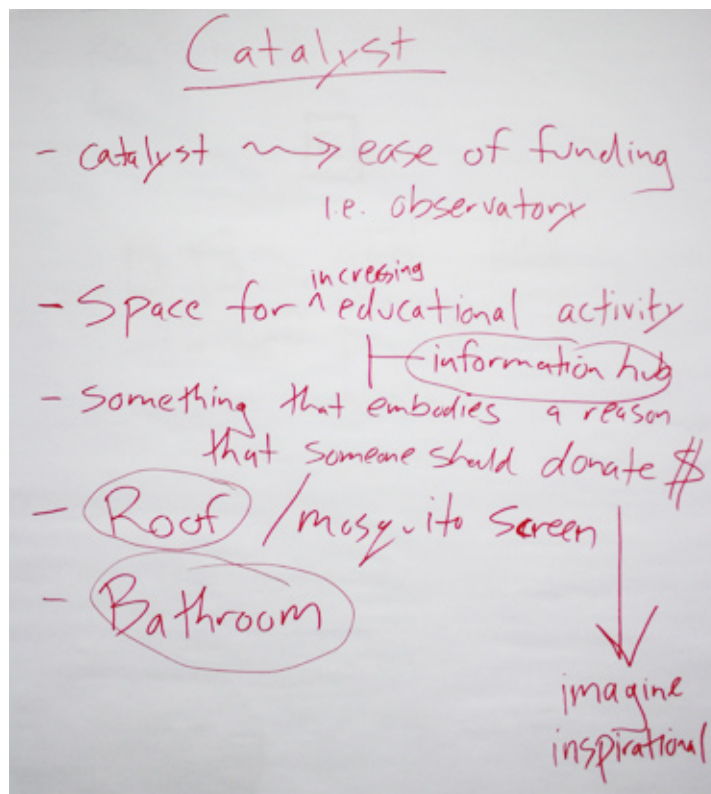 Catalyst
- catalyst ~~> ease of funding
i.e. observatory
increasing
- Space for ^ educational activity
information hub
- Something that embodies a reason
that someone should donate $
- Roof / mosquito screen
- Bathroom
imagine
inspirational